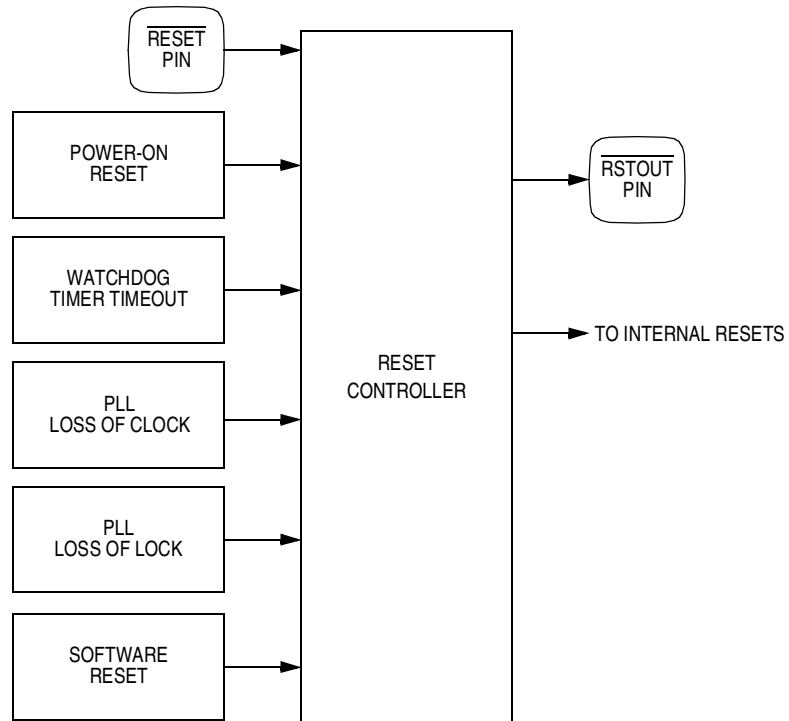 RESET
PIN
POWER-ON
RESET
WATCHDOG
TIMER TIMEOUT
PLL
LOSS OF CLOCK
PLL
LOSS OF LOCK
SOFTWARE
RESET
RESET
CONTROLLER
RSTOUT
PIN
TO INTERNAL RESETS